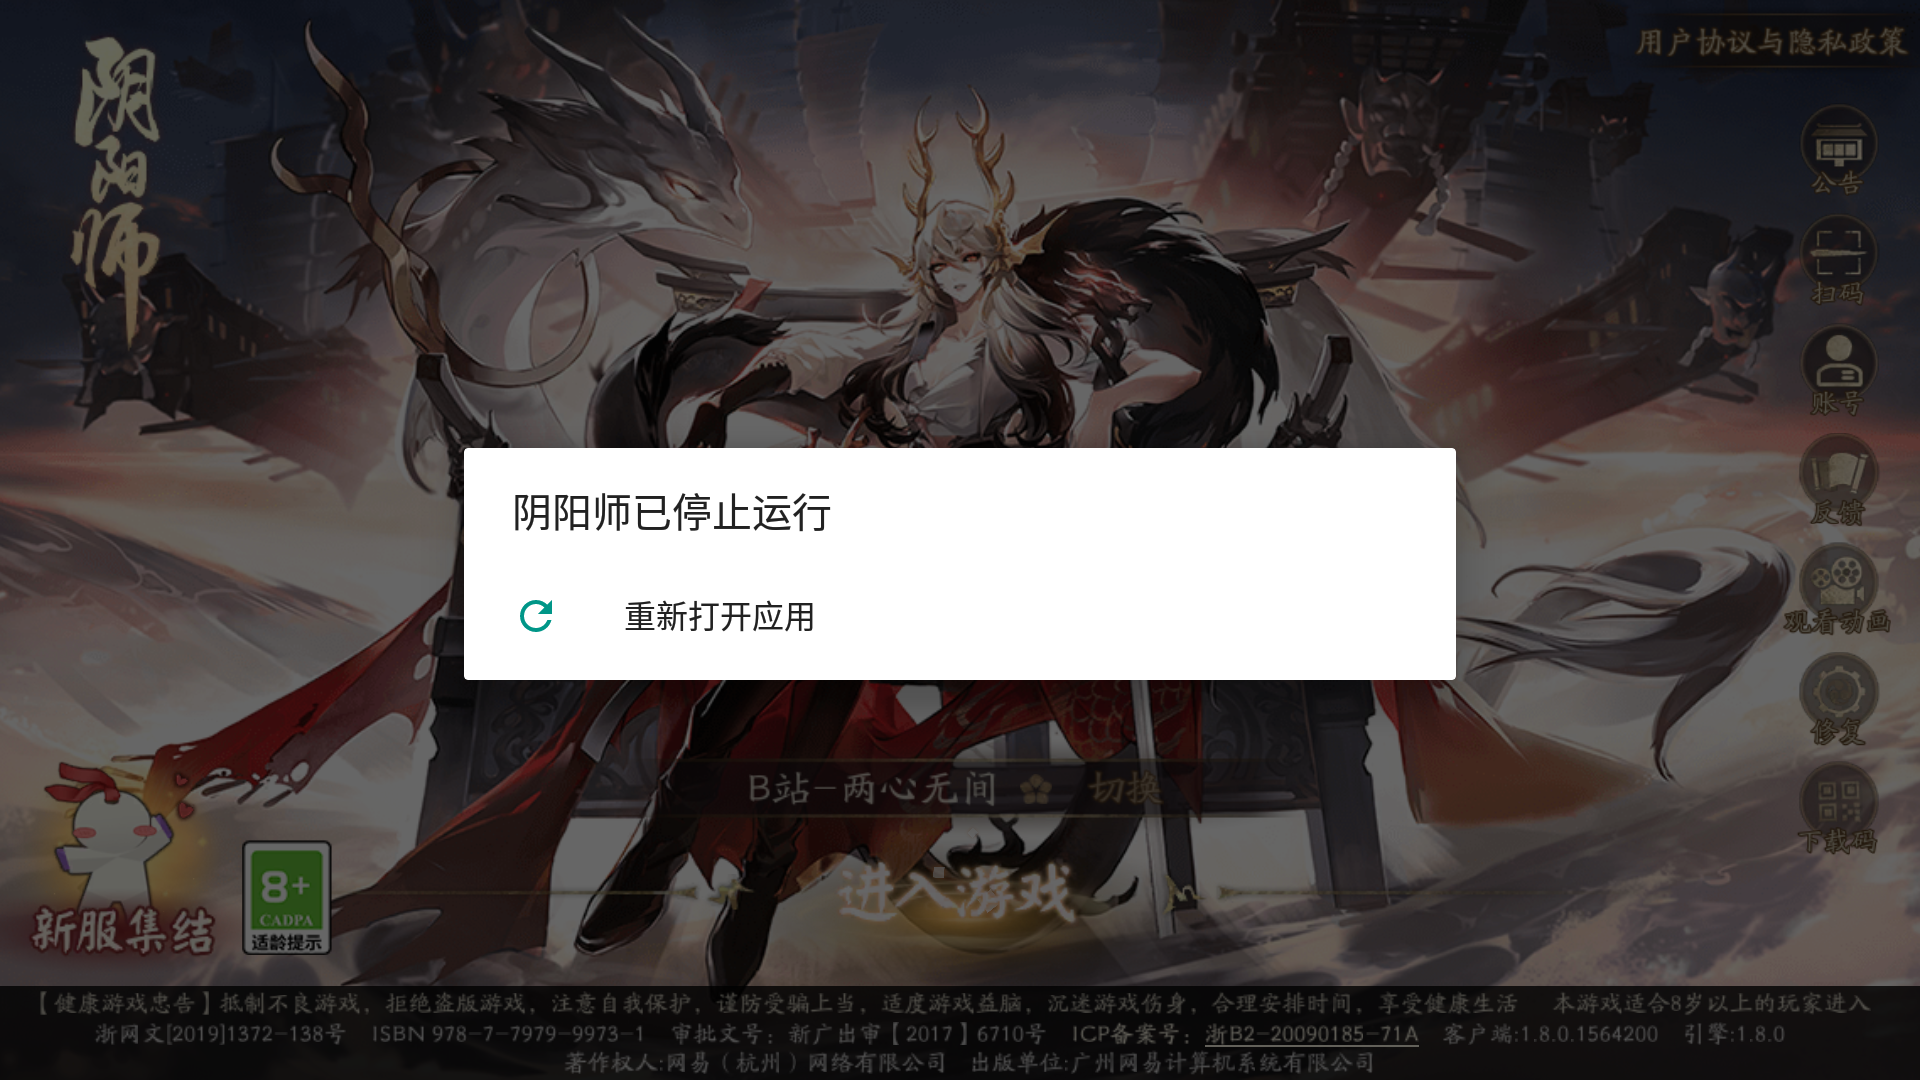 阴阳师
用户协议与隐私政策
公告
扫码
账号
反馈
观看动画
修复
下载码
阴阳师已停止运行
重新打开应用
B站-两心无间 切换
进入游戏
新服集结
8+
CADPA
适龄提示
【健康游戏忠告】抵制不良游戏，拒绝盗版游戏，注意自我保护，谨防受骗上当，适度游戏益脑，沉迷游戏伤身，合理安排时间，享受健康生活 本游戏适合8岁以上的玩家进入
浙网文[2019]1372-138号 ISBN 978-7-7979-9973-1 审批文号：新广出审【2017】6710号 ICP备案号：浙B2-20090185-71A 客户端:1.8.0.1564200 引擎:1.8.0
著作权人:网易（杭州）网络有限公司 出版单位:广州网易计算机系统有限公司